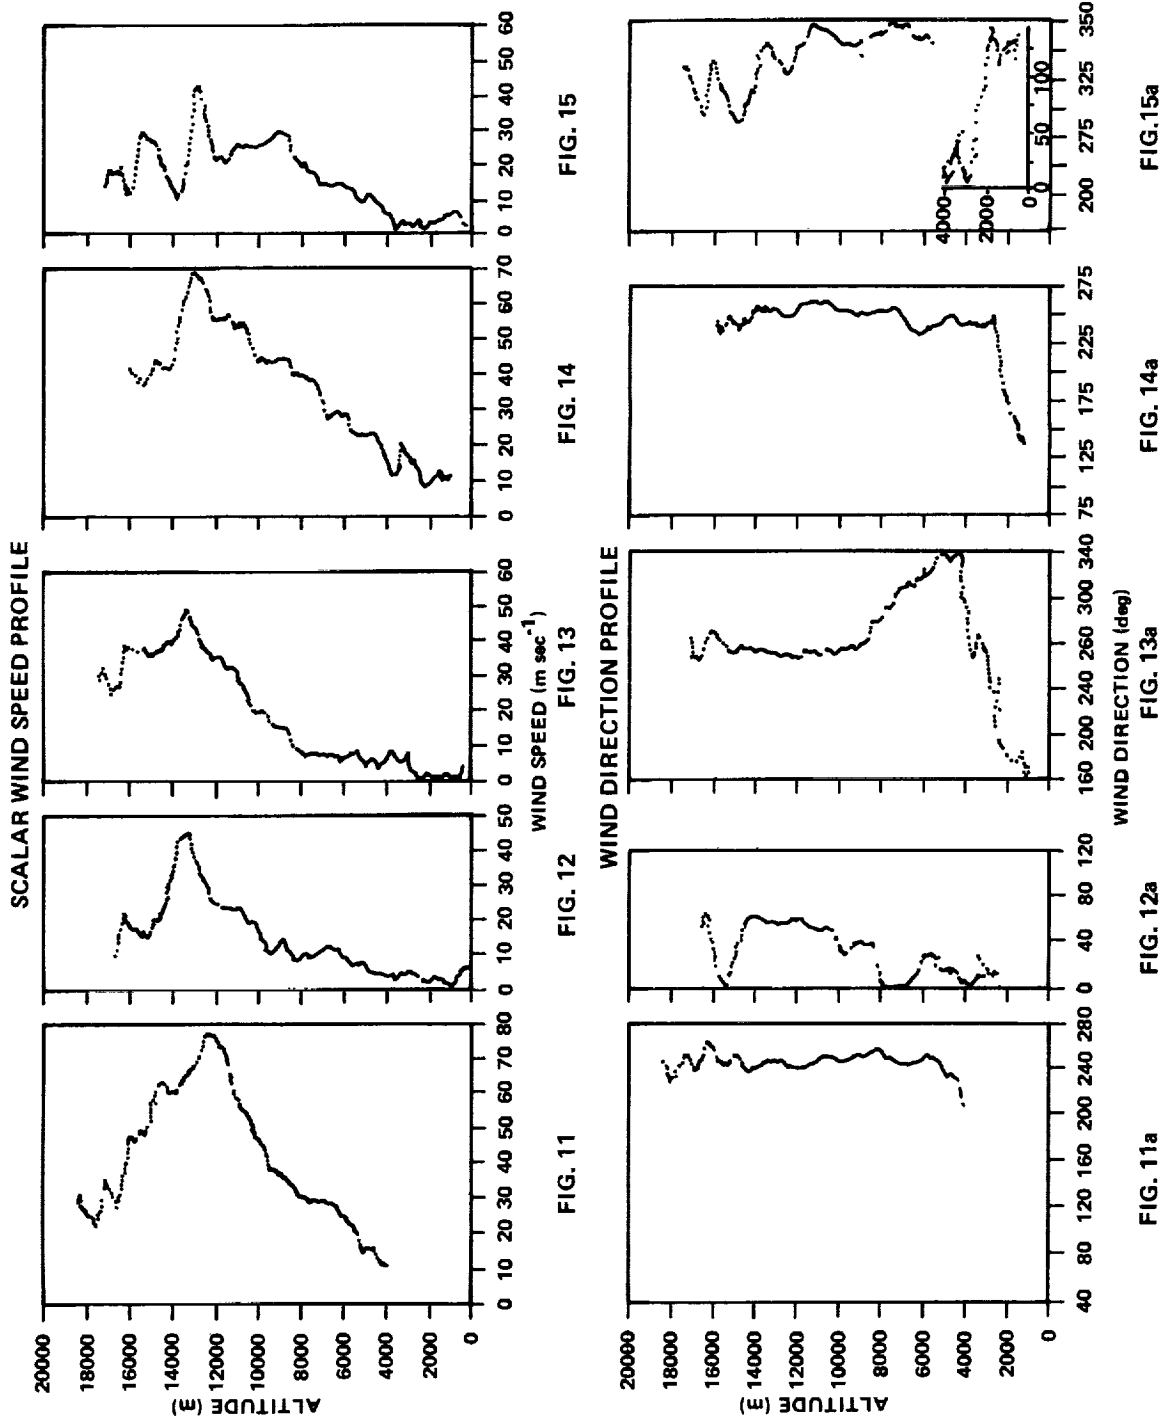 SCALAR WIND SPEED PROFILE
ALTITUDE (m)
20000
18000
16000
14000
12000
10000
8000
6000
4000
2000
0
0 10 20 30 40 50 60 70 80
0 10 20 30 40 50
0 10 20 30 40 50 60
0 10 20 30 40 50 60 70
0 10 20 30 40 50 60
WIND SPEED (m sec⁻¹)
FIG. 11
FIG. 12
FIG. 13
FIG. 14
FIG. 15
WIND DIRECTION PROFILE
ALTITUDE (m)
20000
18000
16000
14000
12000
10000
8000
6000
4000
2000
0
4000
2000
0
0 50 100
40 80 120 160 200 240 280
0 40 80 120
160 200 240 260 300 340
75 125 175 225 275
200 275 325 350
WIND DIRECTION (deg)
FIG. 11a
FIG. 12a
FIG. 13a
FIG. 14a
FIG.15a